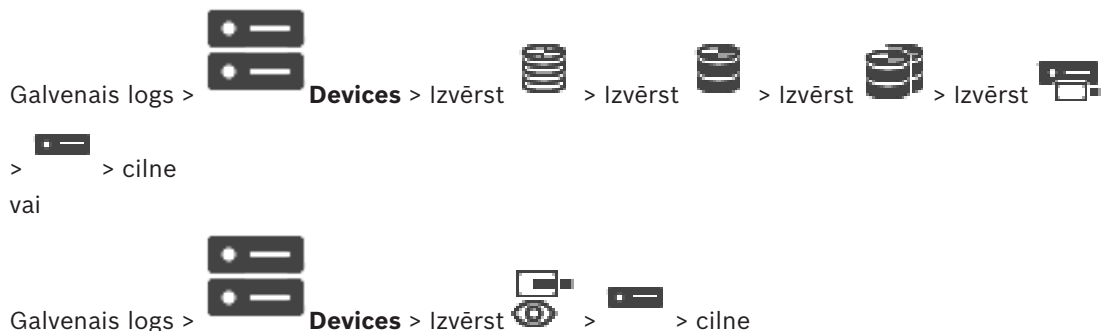 Galvenais logs > Devices > Izvērst > Izvērst > Izvērst > Izvērst
> > cilne
vai
Galvenais logs > Devices > Izvērst > > cilne